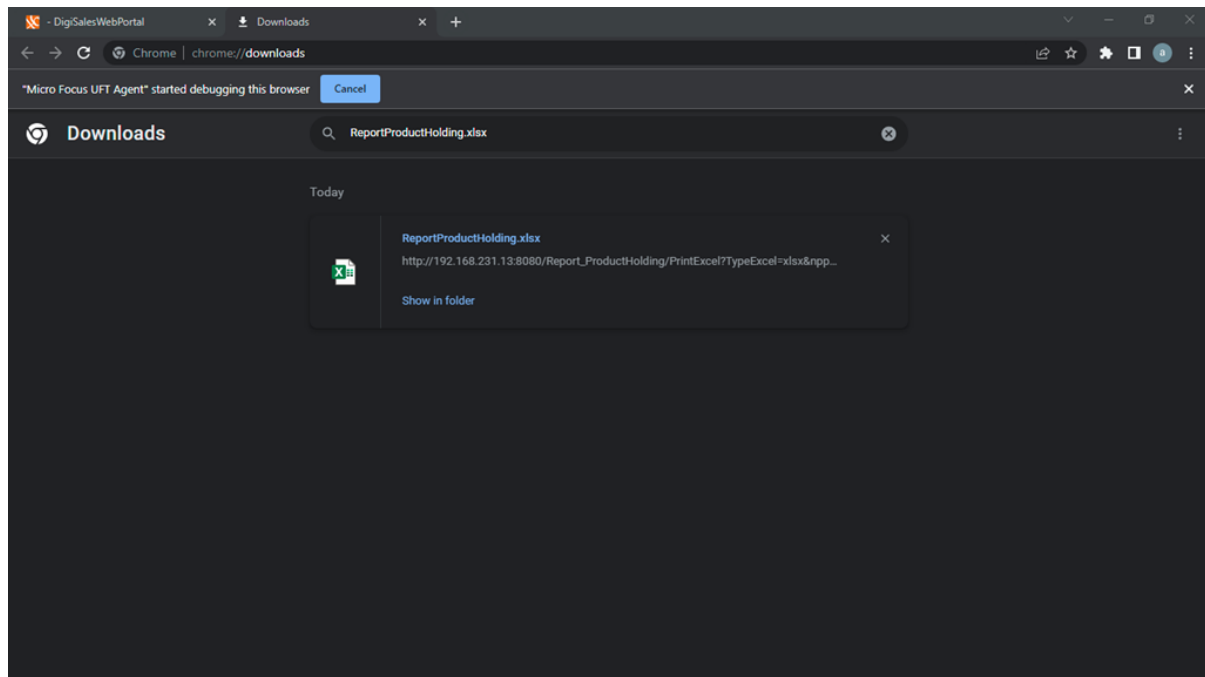 - DigiSalesWebPortal
Downloads
Chrome | chrome://downloads
a
"Micro Focus UFT Agent" started debugging this browser
Cancel
Downloads
ReportProductHolding.xlsx
Today
ReportProductHolding.xlsx
http://192.168.231.13:8080/Report_ProductHolding/PrintExcel?TypeExcel=xlsx&npp...
Show in folder